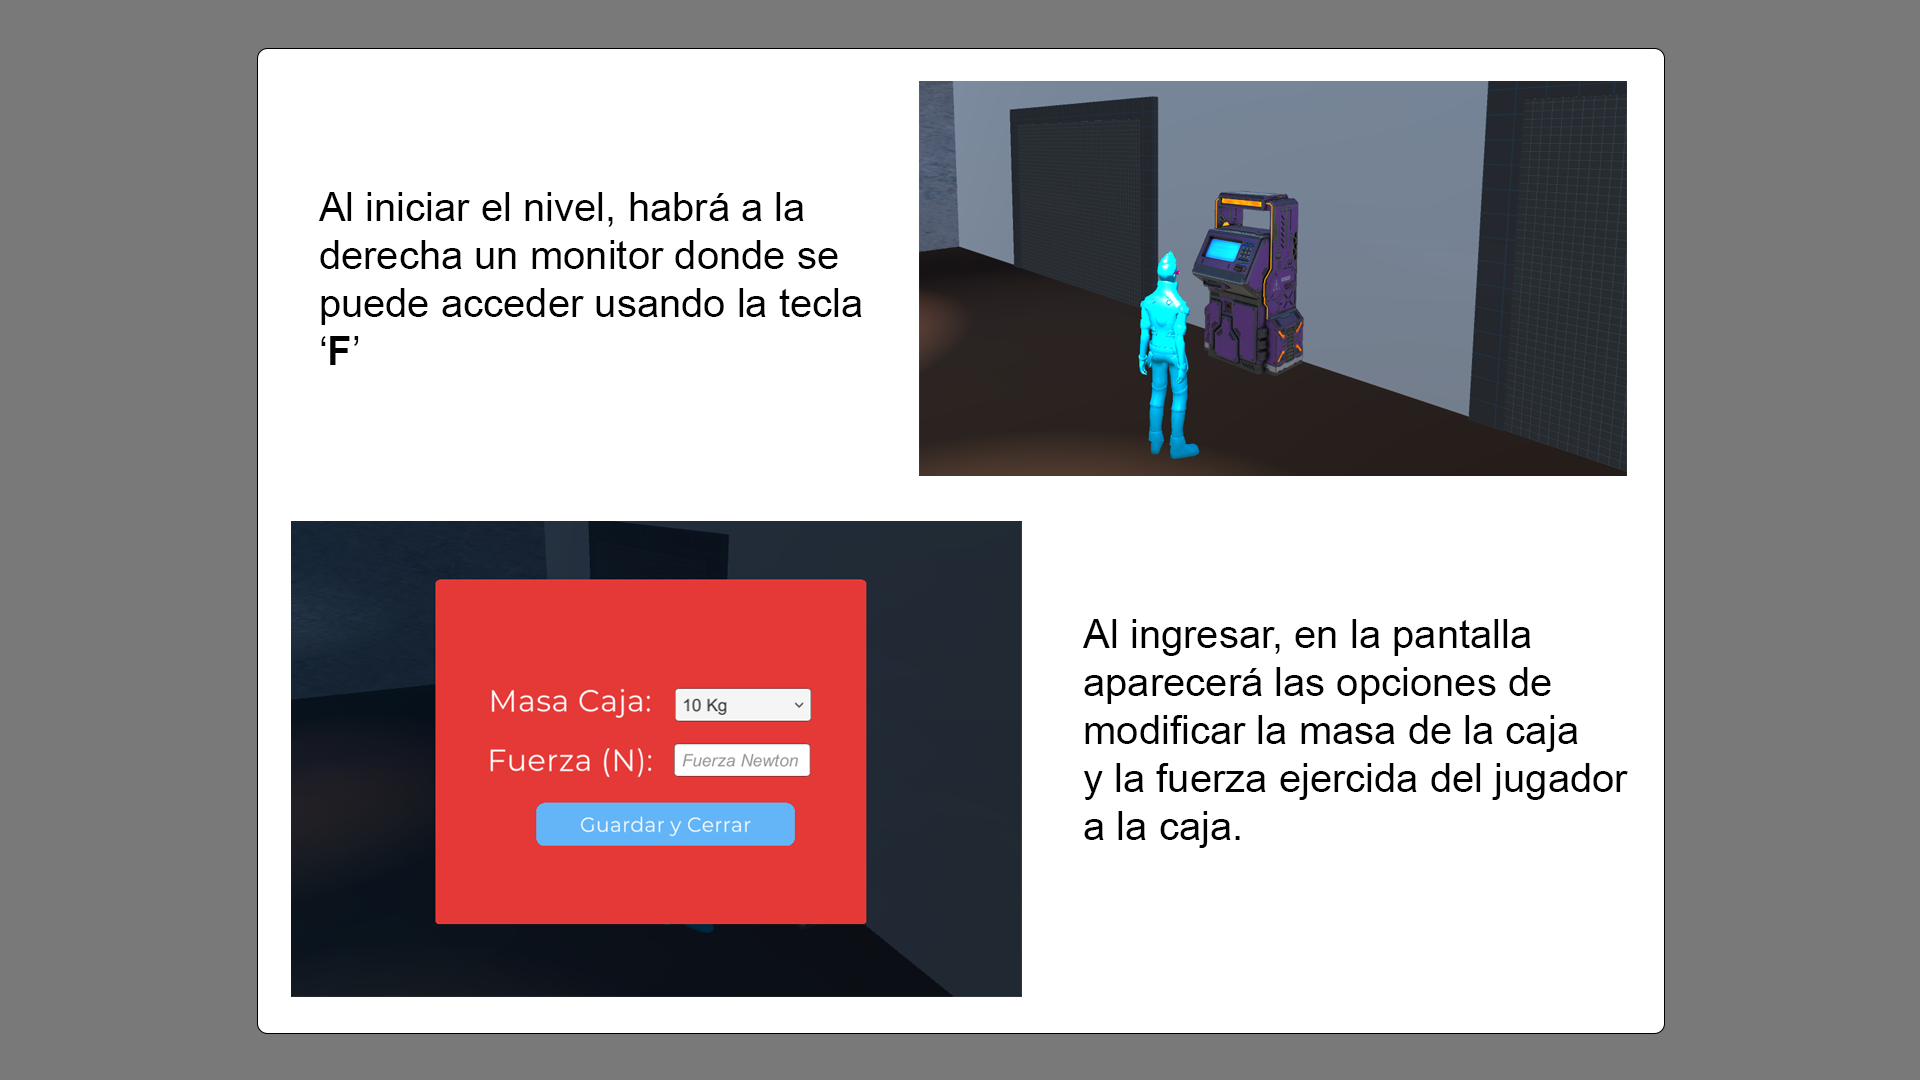 Al iniciar el nivel, habrá a la
derecha un monitor donde se
puede acceder usando la tecla
‘F’
Masa Caja: 10 Kg
Fuerza (N): Fuerza Newton
Guardar y Cerrar
Al ingresar, en la pantalla
aparecerá las opciones de
modificar la masa de la caja
y la fuerza ejercida del jugador
a la caja.